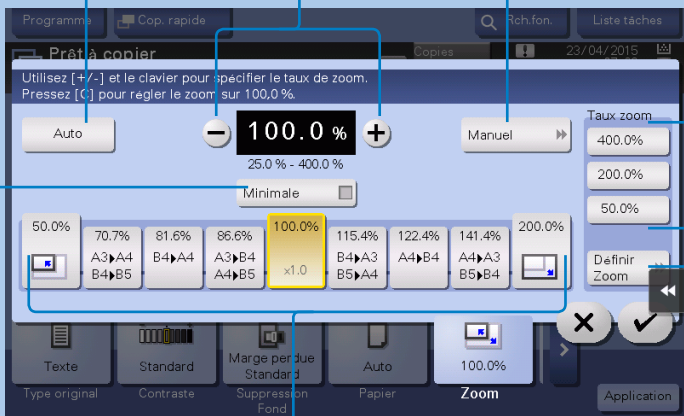 Programme
Cop. rapide
Rch.fon.
Liste tâches
Prêt à copier
Copies
23/04/2015
Utilisez [+/-] et le clavier pour spécifier le taux de zoom.
Pressez [C] pour régler le zoom sur 100,0 %.
Auto
100.0 %
Manuel
25.0 % - 400.0 %
Minimale
Taux zoom
400.0%
200.0%
50.0%
Définir
Zoom
50.0%
70.7%
A3▶A4
B4▶B5
81.6%
B4▶A4
86.6%
A3▶B4
A4▶B5
100.0%
x1.0
115.4%
B4▶A3
B5▶A4
122.4%
A4▶B4
141.4%
A4▶A3
B5▶B4
200.0%
Texte
Standard
Marge perdue
Standard
Auto
100.0%
Type original
Contraste
Suppression
Fond
Papier
Zoom
Application